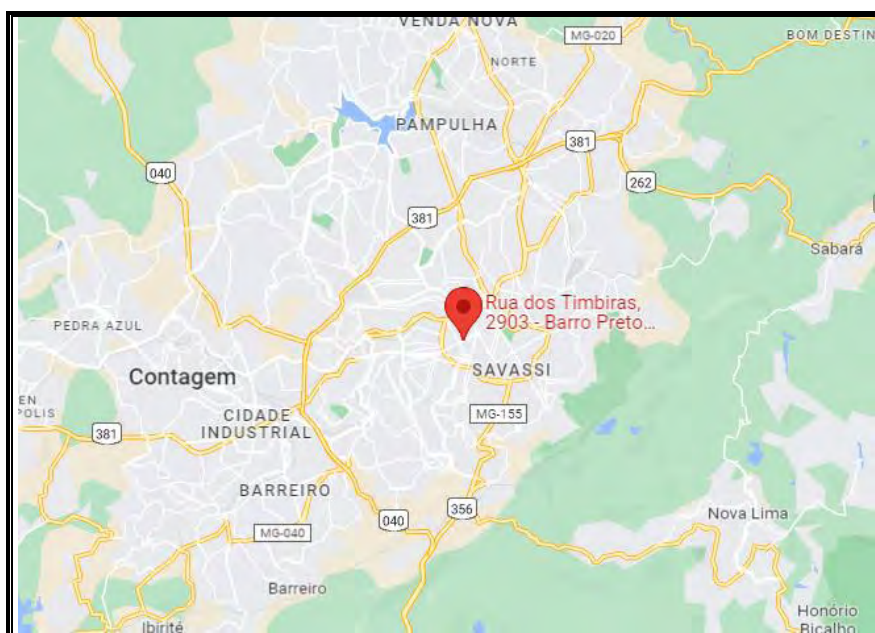 VENDA NOVA
MG-020
BOM DESTIN
NORTE
PAMPULHA
381
040
262
381
Sabará
Rua dos Timbiras,
2903 - Barro Preto...
PEDRA AZUL
SAVASSI
Contagem
EN
POLIS
CIDADE
INDUSTRIAL
MG-155
381
BARREIRO
356
040
Nova Lima
MG-040
Barreiro
Honório
Bicalho
Ibirité